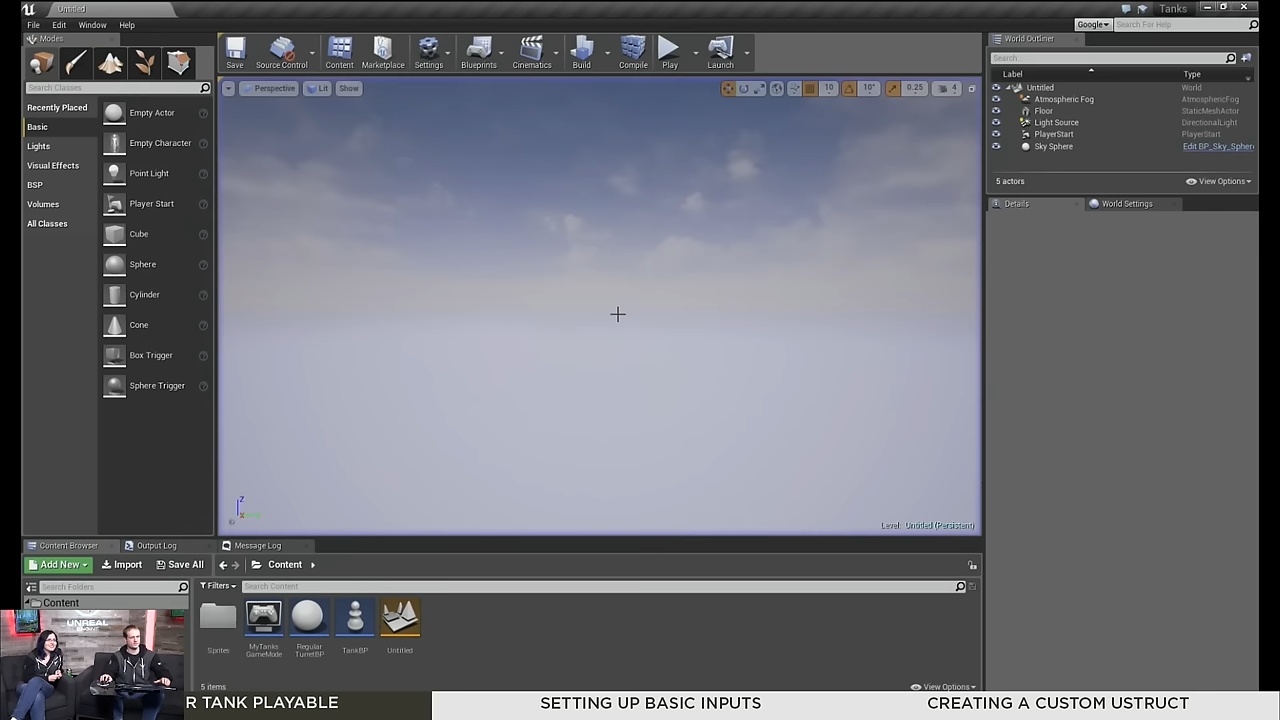 Untitled
Tanks
File Edit Window Help
Google
Search For Help
Modes
Save
Source Control
Content
Marketplace
Settings
Blueprints
Cinematics
Build
Compile
Play
Launch
World Outliner
Search...
Label
Type
Untitled
World
Atmospheric Fog
AtmosphericFog
Floor
StaticMeshActor
Light Source
DirectionalLight
PlayerStart
PlayerStart
Sky Sphere
Edit BP_Sky_Sphere
5 actors
View Options
Details
World Settings
Search Classes
Recently Placed
Basic
Lights
Visual Effects
BSP
Volumes
All Classes
Empty Actor
Empty Character
Point Light
Player Start
Cube
Sphere
Cylinder
Cone
Box Trigger
Sphere Trigger
Perspective
Lit
Show
10
10°
0.25
4
Z
X
Level: Untitled (Persistent)
Content Browser
Output Log
Message Log
Add New
Import
Save All
Content
Search Folders
Filters
Search Content
Content
Sprites
MyTanks
GameMode
Regular
TurretBP
TankBP
Untitled
5 items
View Options
UNREAL
R TANK PLAYABLE
SETTING UP BASIC INPUTS
CREATING A CUSTOM USTRUCT